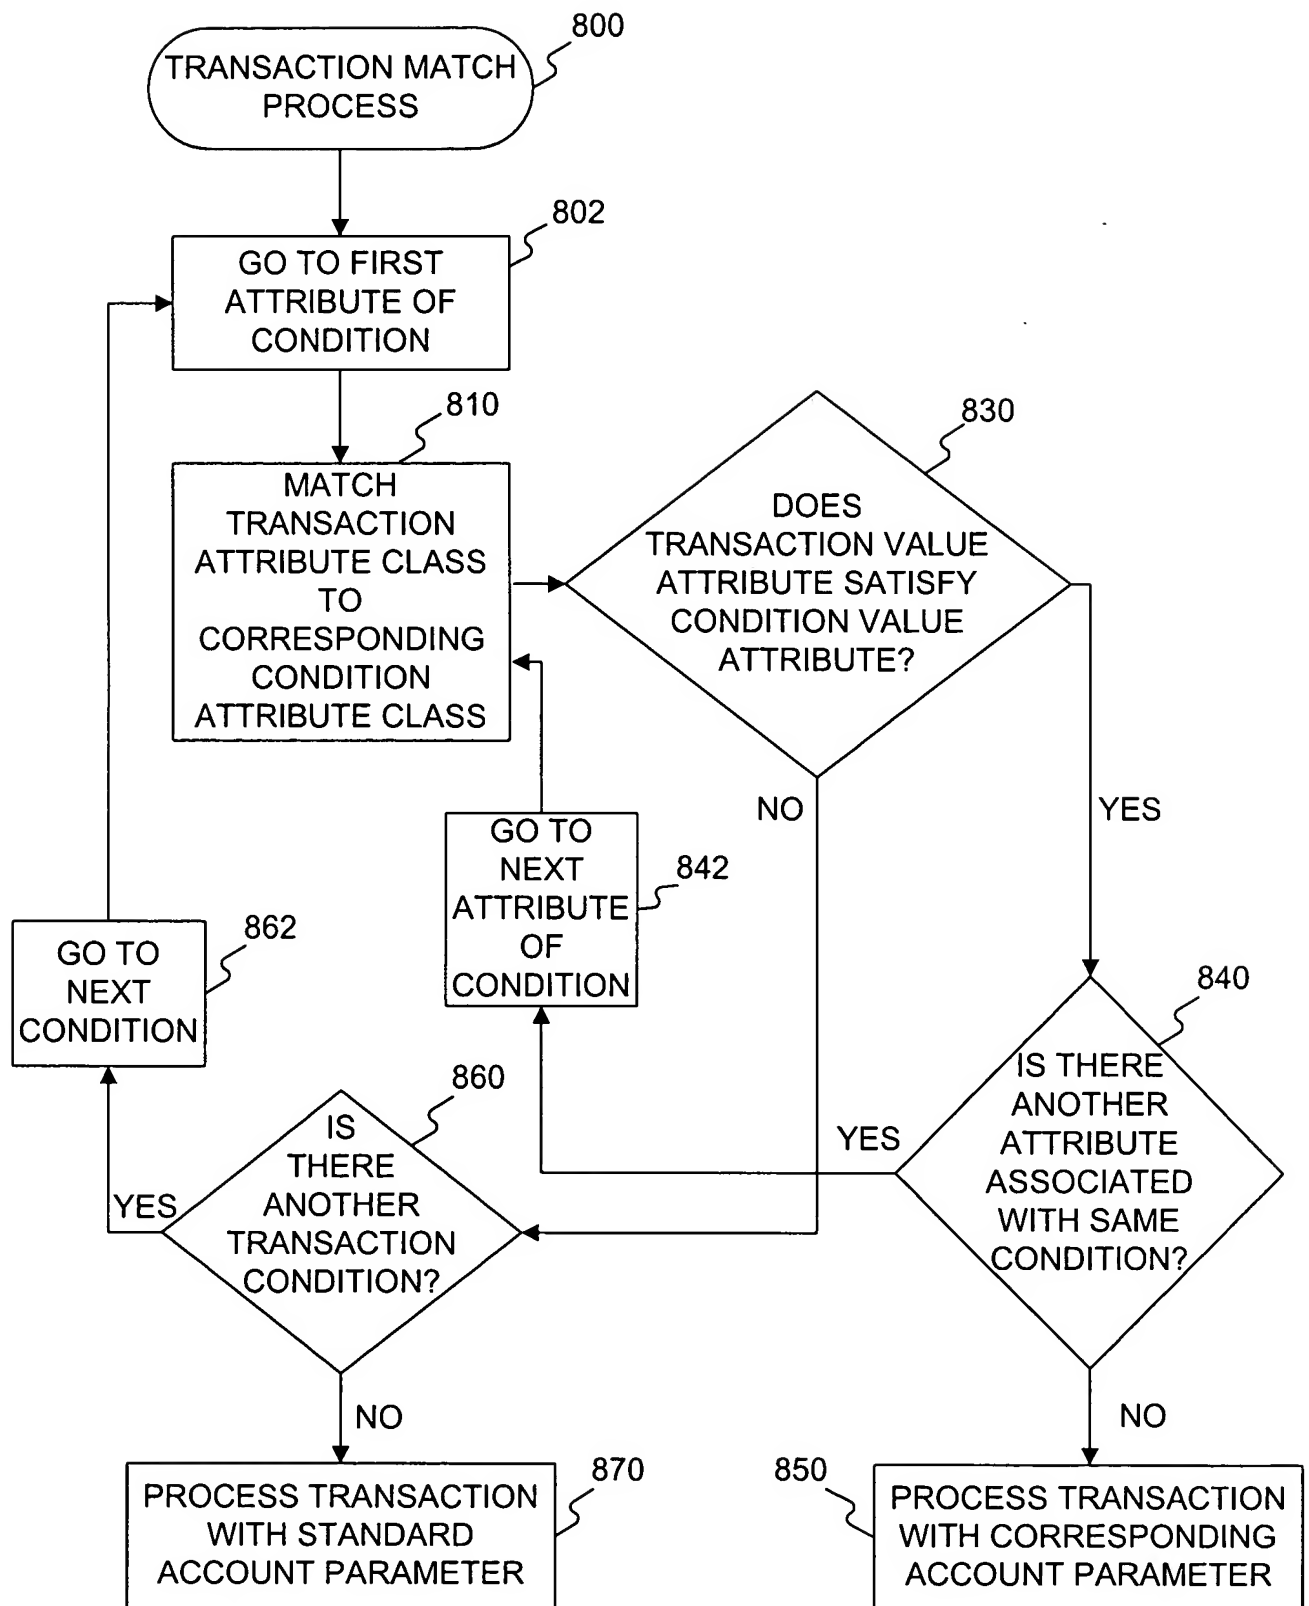 800
TRANSACTION MATCH
PROCESS
802
GO TO FIRST
ATTRIBUTE OF
CONDITION
810
MATCH
TRANSACTION
ATTRIBUTE CLASS
TO
CORRESPONDING
CONDITION
ATTRIBUTE CLASS
830
DOES
TRANSACTION VALUE
ATTRIBUTE SATISFY
CONDITION VALUE
ATTRIBUTE?
NO
YES
GO TO
NEXT
ATTRIBUTE
OF
CONDITION
842
862
GO TO
NEXT
CONDITION
840
IS THERE
ANOTHER
ATTRIBUTE
ASSOCIATED
WITH SAME
CONDITION?
YES
860
IS
THERE
ANOTHER
TRANSACTION
CONDITION?
YES
NO
NO
870
PROCESS TRANSACTION
WITH STANDARD
ACCOUNT PARAMETER
850
PROCESS TRANSACTION
WITH CORRESPONDING
ACCOUNT PARAMETER